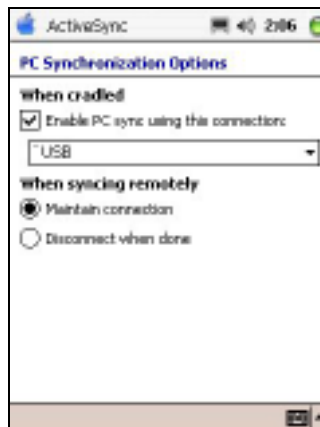 ActiveSync 2:06
PC Synchronization Options
When cradled
Enable PC sync using this connection:
`USB
When syncing remotely
Maintain connection
Disconnect when done